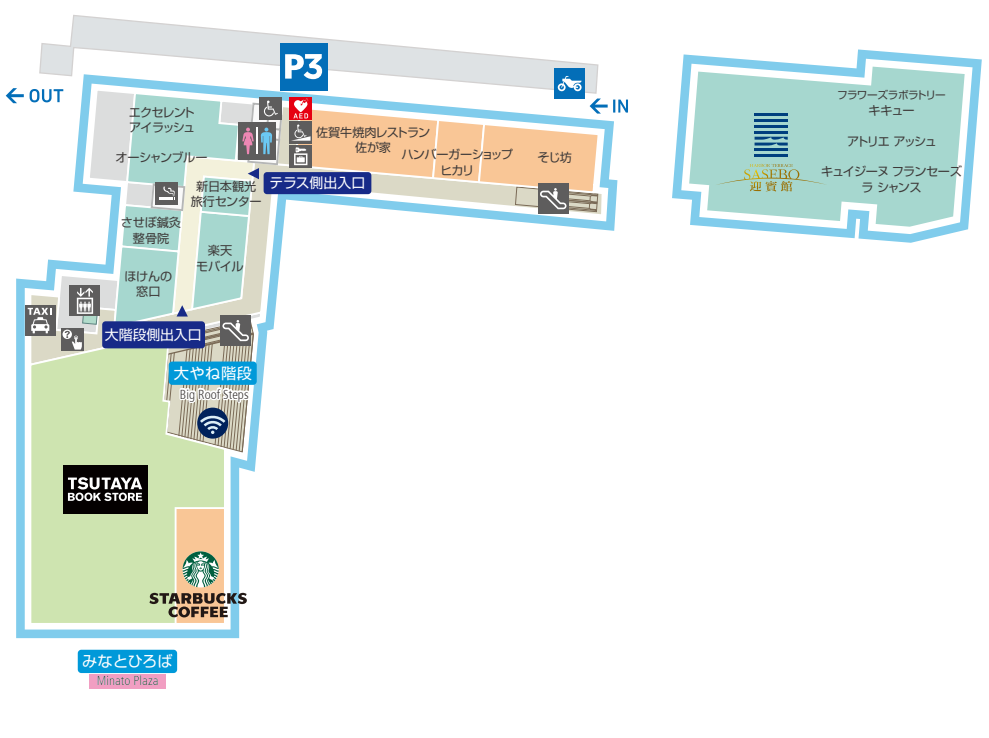 P3
OUT
IN
エクセレント
アイラッシュ
AED
佐賀牛焼肉レストラン
佐が家
ハンバーガーショップ
ヒカリ
そじ坊
オーシャンブルー
テラス側出入口
新日本観光
旅行センター
させぼ鍼灸
整骨院
楽天
モバイル
ほけんの
窓口
TAXI
?
大階段側出入口
大やね階段
Big Roof Steps
TSUTAYA
BOOK STORE
STARBUCKS
COFFEE
みなとひろば
Minato Plaza
フラワーズラボラトリー
キキュー
アトリエ アッシュ
キュイジーヌ フランセーズ
ラ シャンス
SASEBO
迎賓館